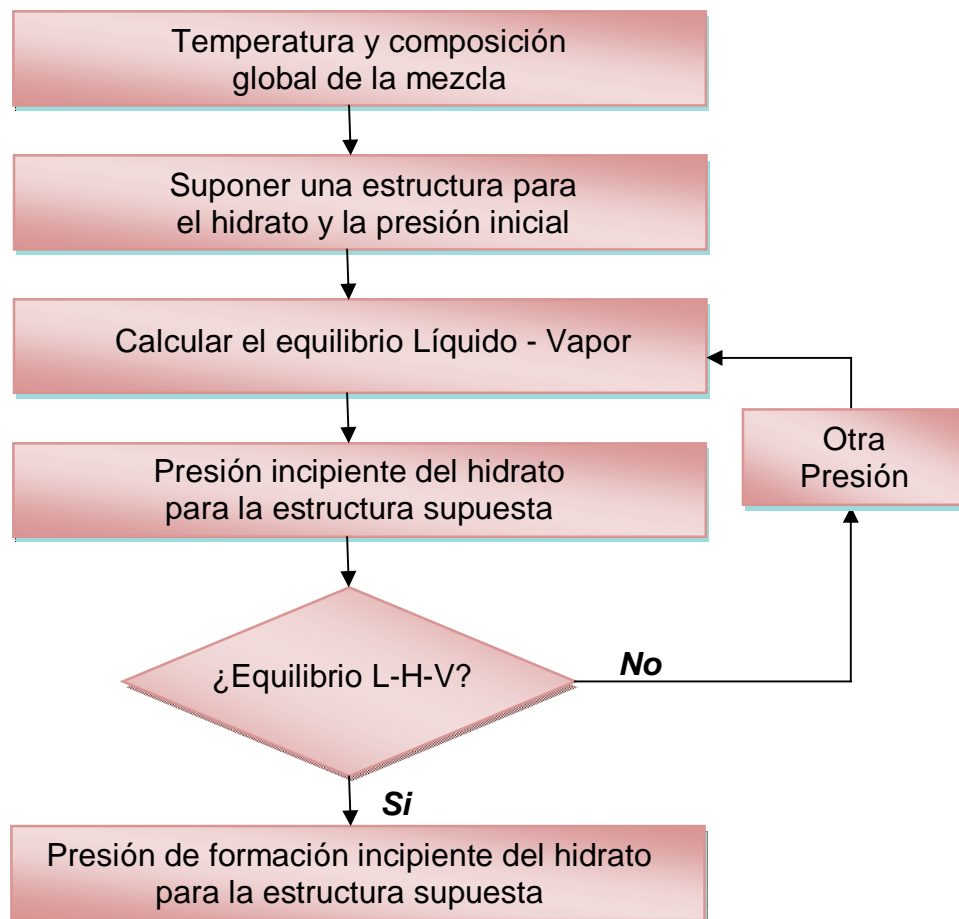 Temperatura y composición
global de la mezcla
Suponer una estructura para
el hidrato y la presión inicial
Calcular el equilibrio Líquido - Vapor
Otra
Presión
Presión incipiente del hidrato
para la estructura supuesta
¿Equilibrio L-H-V?
No
Si
Presión de formación incipiente del hidrato
para la estructura supuesta